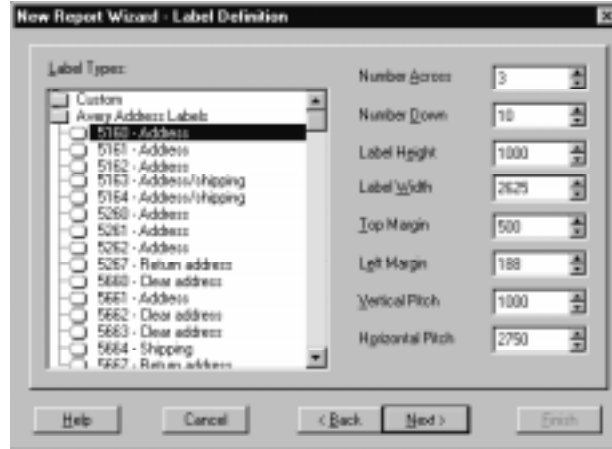 New Report Wizard - Label Definition
Label Types:
Custom
Avery Address Labels
5160 - Address
5161 - Address
5162 - Address
5163 - Address/shipping
5164 - Address/shipping
5260 - Address
5261 - Address
5262 - Address
5267 - Return address
5660 - Clear address
5661 - Address
5662 - Clear address
5663 - Clear address
5664 - Shipping
5667 - Return address
Number Across 3
Number Down 10
Label Height 1000
Label Width 2625
Top Margin 500
Left Margin 188
Vertical Pitch 1000
Horizontal Pitch 2750
Help Cancel < Back Next > Finish